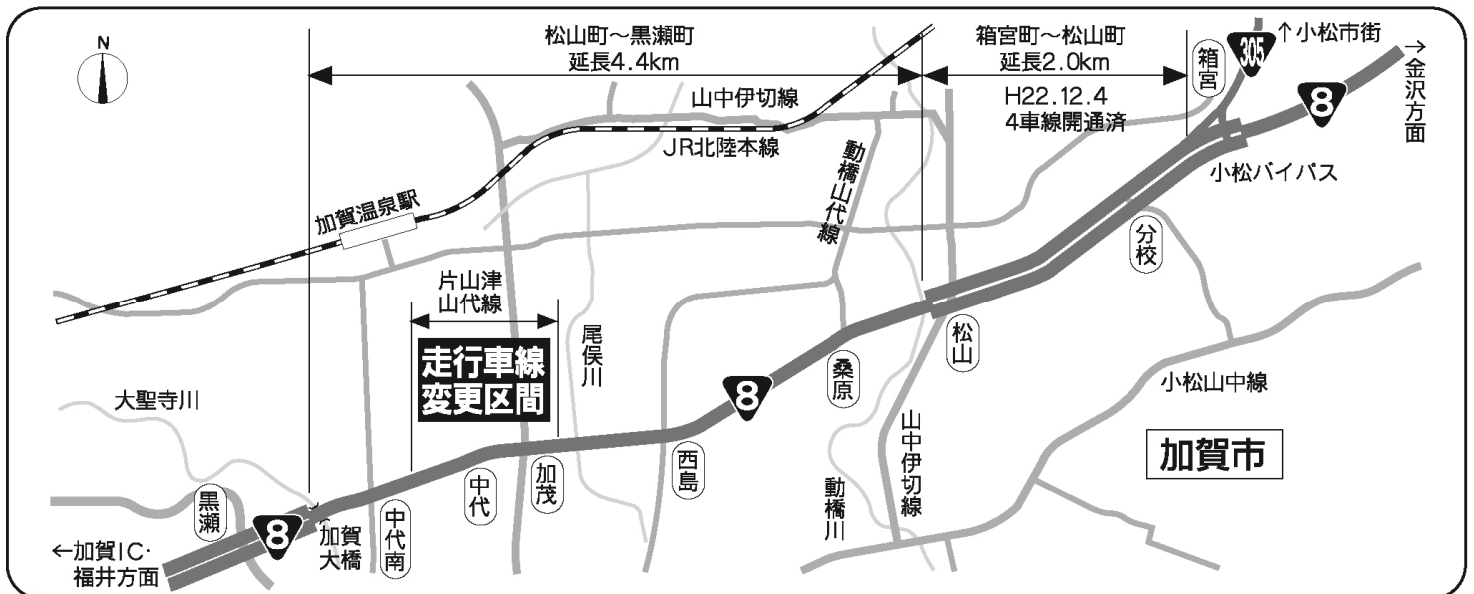 N
松山町～黒瀬町
延長4.4km
箱宮町～松山町
延長2.0km
H22.12.4
4車線開通済
箱宮
305
↑小松市街
→金沢方面
8
山中伊切線
JR北陸本線
動橋山代線
小松バイパス
加賀温泉駅
分校
片山津
山代線
走行車線
変更区間
尾俣川
松山
桑原
8
小松山中線
大聖寺川
加賀市
山中伊切線
西島
動橋川
加茂
中代
黒瀬
8
加賀
大橋
中代南
←加賀IC・
福井方面